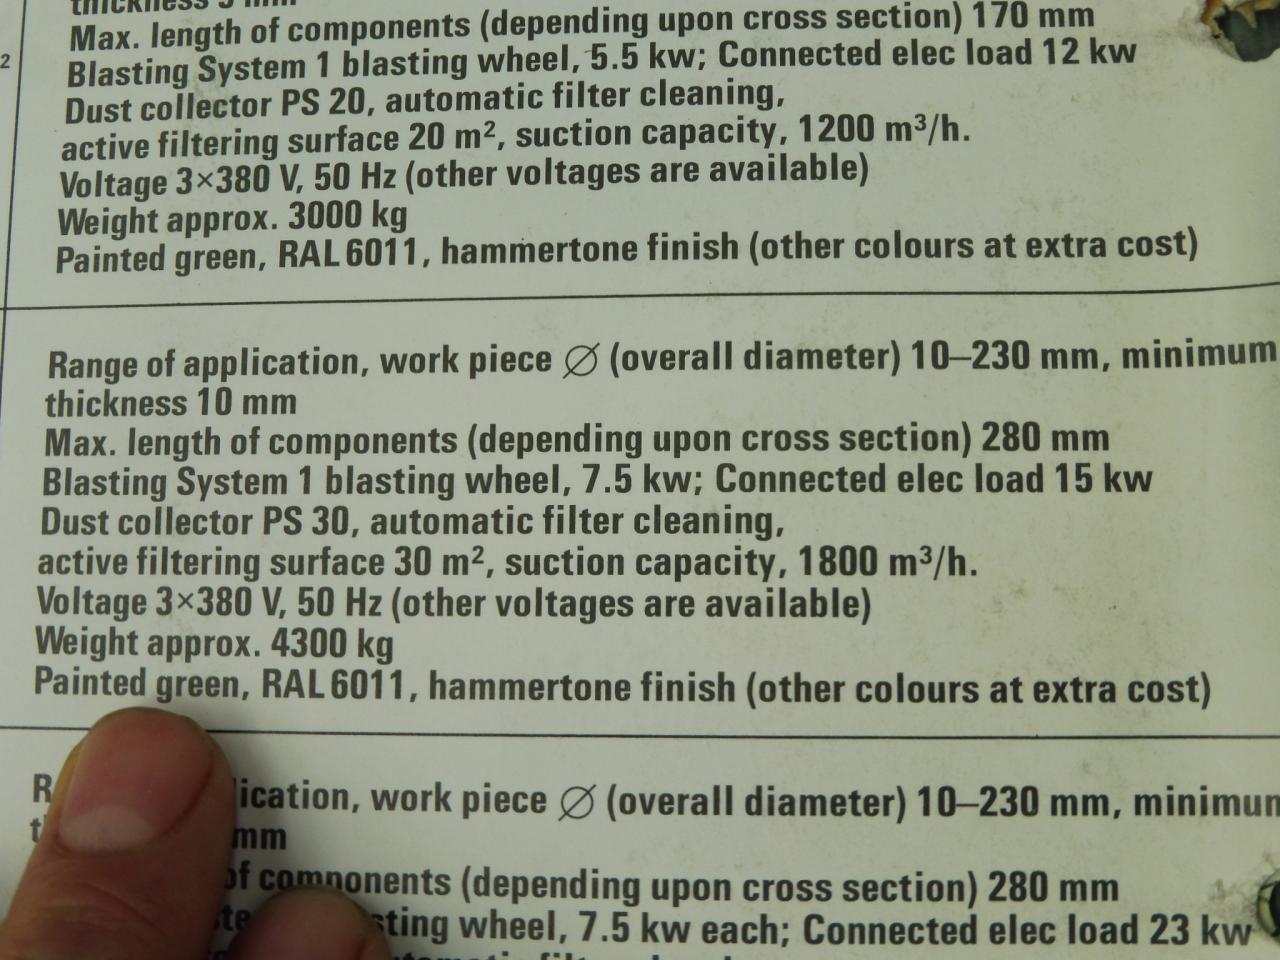 thickness 5 mm
Max. length of components (depending upon cross section) 170 mm
2
Blasting System 1 blasting wheel, 5.5 kw; Connected elec load 12 kw
Dust collector PS 20, automatic filter cleaning,
active filtering surface 20 m², suction capacity, 1200 m³/h.
Voltage 3×380 V, 50 Hz (other voltages are available)
Weight approx. 3000 kg
Painted green, RAL 6011, hammertone finish (other colours at extra cost)
Range of application, work piece ∅ (overall diameter) 10–230 mm, minimum
thickness 10 mm
Max. length of components (depending upon cross section) 280 mm
Blasting System 1 blasting wheel, 7.5 kw; Connected elec load 15 kw
Dust collector PS 30, automatic filter cleaning,
active filtering surface 30 m², suction capacity, 1800 m³/h.
Voltage 3×380 V, 50 Hz (other voltages are available)
Weight approx. 4300 kg
Painted green, RAL 6011, hammertone finish (other colours at extra cost)
ication, work piece ∅ (overall diameter) 10–230 mm, minimum
mm
of components (depending upon cross section) 280 mm
sting wheel, 7.5 kw each; Connected elec load 23 kw